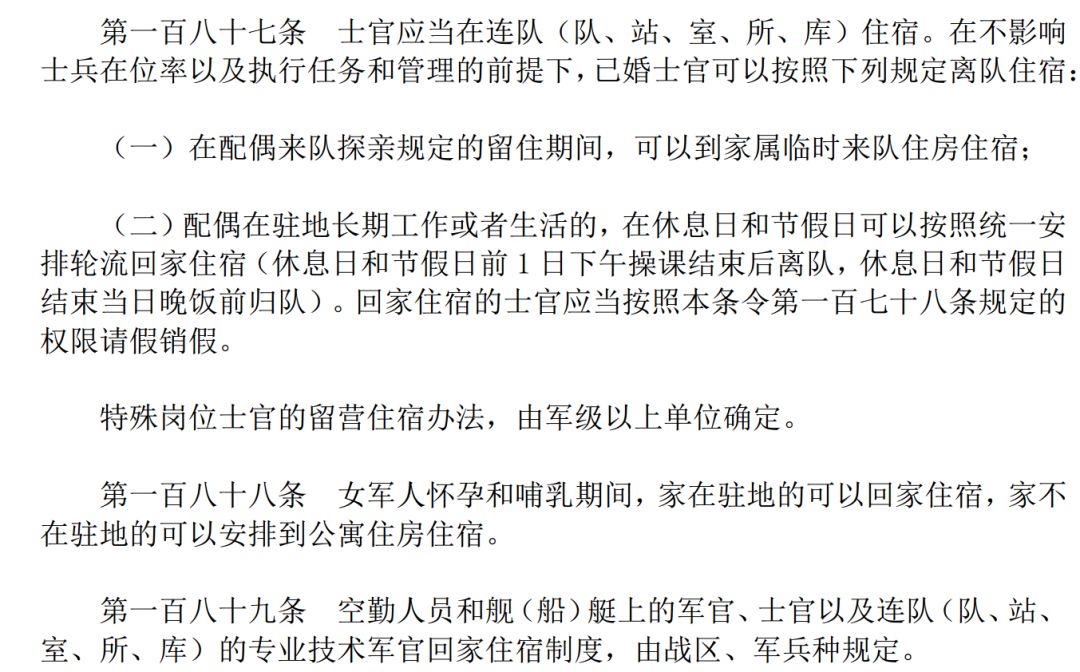 第一百八十七条　士官应当在连队（队、站、室、所、库）住宿。在不影响
士兵在位率以及执行任务和管理的前提下，已婚士官可以按照下列规定离队住宿：
（一）在配偶来队探亲规定的留住期间，可以到家属临时来队住房住宿；
（二）配偶在驻地长期工作或者生活的，在休息日和节假日可以按照统一安
排轮流回家住宿（休息日和节假日前 1 日下午操课结束后离队，休息日和节假日
结束当日晚饭前归队）。回家住宿的士官应当按照本条令第一百七十八条规定的
权限请假销假。
特殊岗位士官的留营住宿办法，由军级以上单位确定。
第一百八十八条　女军人怀孕和哺乳期间，家在驻地的可以回家住宿，家不
在驻地的可以安排到公寓住房住宿。
第一百八十九条　空勤人员和舰（船）艇上的军官、士官以及连队（队、站、
室、所、库）的专业技术军官回家住宿制度，由战区、军兵种规定。